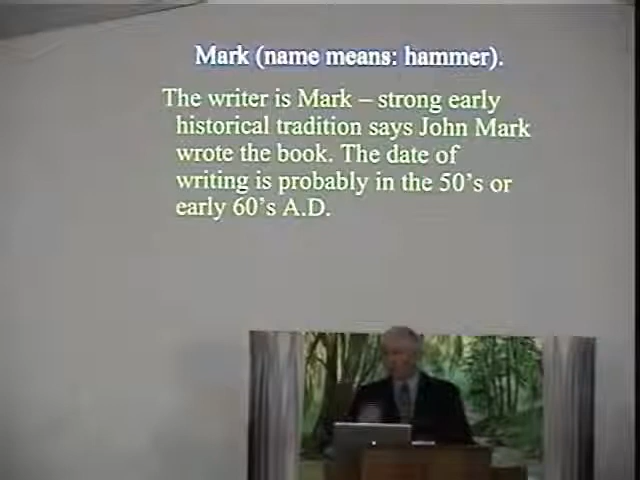 Mark (name means: hammer).
The writer is Mark – strong early
historical tradition says John Mark
wrote the book. The date of
writing is probably in the 50's or
early 60's A.D.